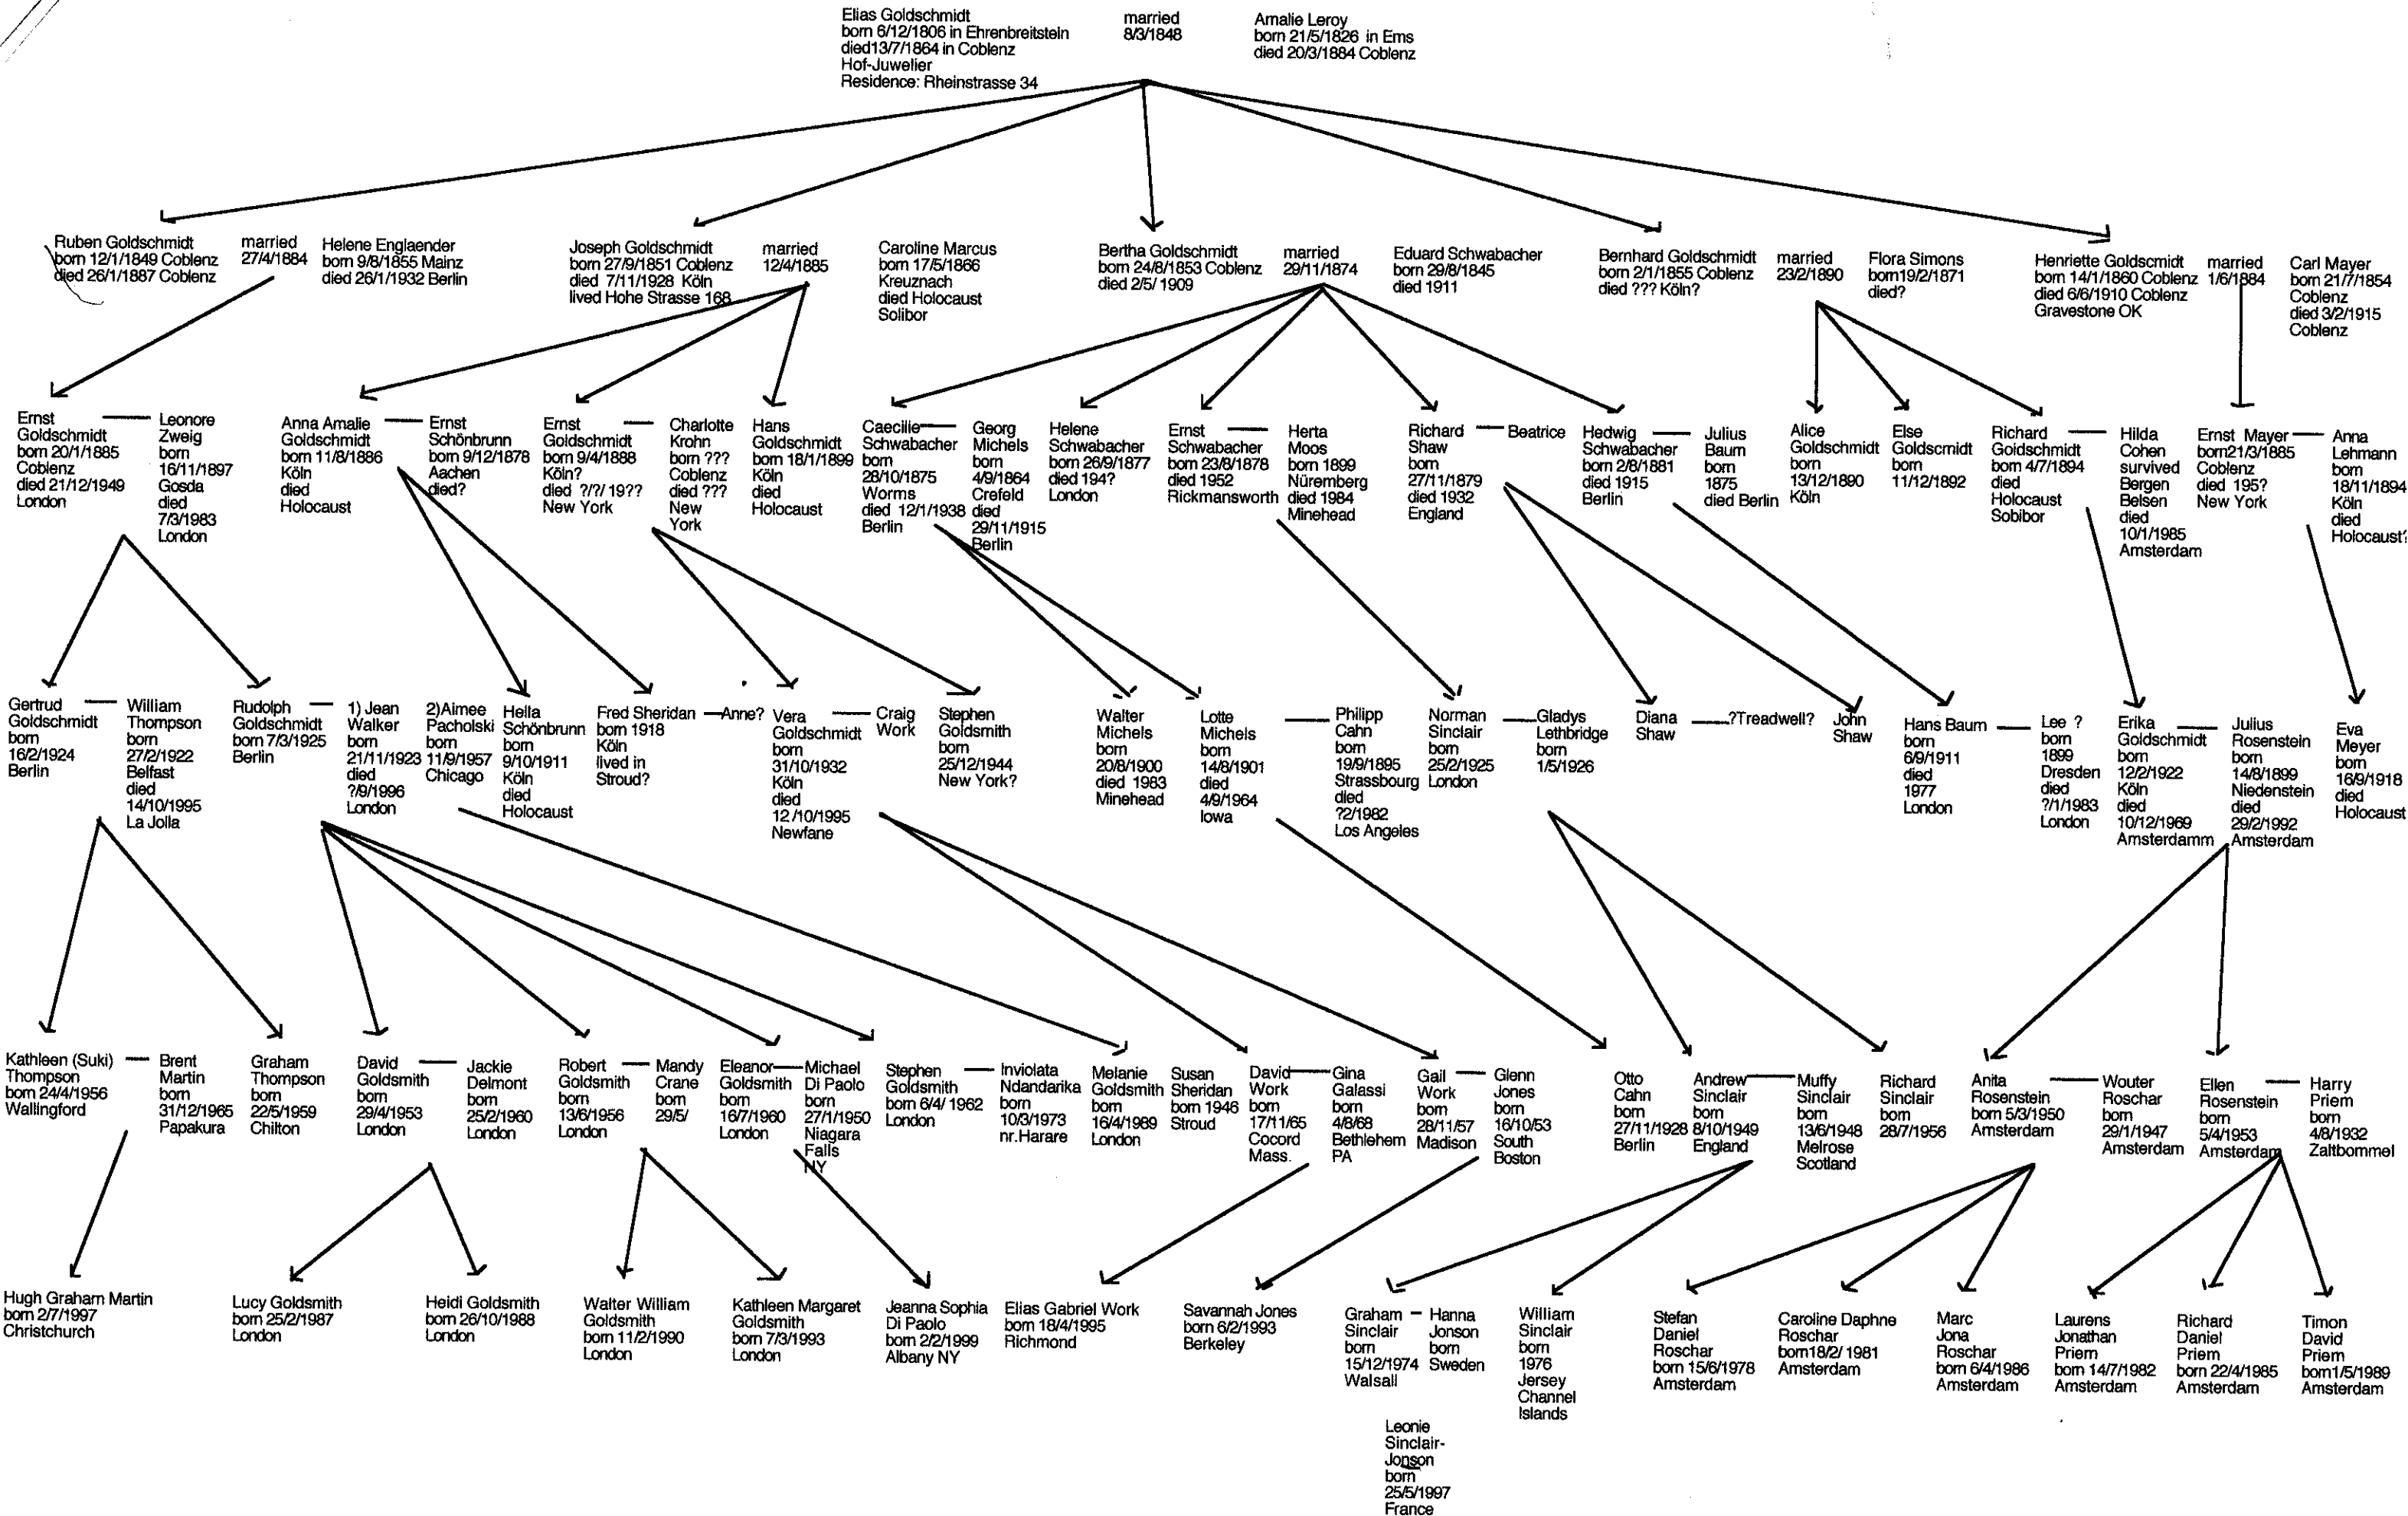 Elias Goldschmidt
born 6/12/1806 in Ehrenbreitstein
died13/7/1864 in Coblenz
Hof-Juwelier
Residence: Rheinstrasse 34
married
8/3/1848
Amalie Leroy
born 21/5/1826 in Ems
died 20/3/1884 Coblenz
Ruben Goldschmidt
born 12/1/1849 Coblenz
died 26/1/1887 Coblenz
married
27/4/1884
Helene Englaender
born 9/8/1855 Mainz
died 26/1/1932 Berlin
Joseph Goldschmidt
born 27/9/1851 Coblenz
died 7/11/1928 Köln
lived Hohe Strasse 168
married
12/4/1885
Caroline Marcus
born 17/5/1866
Kreuznach
died Holocaust
Solibor
Bertha Goldschmidt
born 24/8/1853 Coblenz
died 2/5/ 1909
married
29/11/1874
Eduard Schwabacher
born 29/8/1845
died 1911
Bernhard Goldschmidt
born 2/1/1855 Coblenz
died ??? Köln?
married
23/2/1890
Flora Simons
born19/2/1871
died?
Henriette Goldscmidt
born 14/1/1860 Coblenz
died 6/6/1910 Coblenz
Gravestone OK
married
1/6/1884
Carl Mayer
born 21/7/1854
Coblenz
died 3/2/1915
Coblenz
Ernst
Goldschmidt
born 20/1/1885
Coblenz
died 21/12/1949
London
Leonore
Zweig
born
16/11/1897
Gosda
died
7/3/1983
London
Anna Amalie
Goldschmidt
born 11/8/1886
Köln
died
Holocaust
Ernst
Schönbrunn
born 9/12/1878
Aachen
died?
Ernst
Goldschmidt
born 9/4/1888
Köln?
died ?/?/ 19??
New York
Charlotte
Krohn
born ???
Coblenz
died ???
New
York
Hans
Goldschmidt
born 18/1/1899
Köln
died
Holocaust
Caecilie
Schwabacher
born
28/10/1875
Worms
died 12/1/1938
Berlin
Georg
Michels
born
4/9/1864
Crefeld
died
29/11/1915
Berlin
Helene
Schwabacher
born 26/9/1877
died 194?
London
Ernst
Schwabacher
born 23/8/1878
died 1952
Rickmansworth
Herta
Moos
born 1899
Nüremberg
died 1984
Minehead
Richard
Shaw
born
27/11/1879
died 1932
England
Beatrice
Hedwig
Schwabacher
born 2/8/1881
died 1915
Berlin
Julius
Baum
born
1875
died Berlin
Alice
Goldschmidt
born
13/12/1890
Köln
Else
Goldscmidt
born
11/12/1892
Richard
Goldschmidt
born 4/7/1894
died
Holocaust
Sobibor
Hilda
Cohen
survived
Bergen
Belsen
died
10/1/1985
Amsterdam
Ernst Mayer
born21/3/1885
Coblenz
died 195?
New York
Anna
Lehmann
born
18/11/1894
Köln
died
Holocaust?
Gertrud
Goldschmidt
born
16/2/1924
Berlin
William
Thompson
born
27/2/1922
Belfast
died
14/10/1995
La Jolla
Rudolph
Goldschmidt
born 7/3/1925
Berlin
1) Jean
Walker
born
21/11/1923
died
?/9/1996
London
2)Aimee
Pacholski
born
11/9/1957
Chicago
Hella
Schönbrunn
born
9/10/1911
Köln
died
Holocaust
Fred Sheridan
born 1918
Köln
lived in
Stroud?
Anne?
Vera
Goldschmidt
born
31/10/1932
Köln
died
12 /10/1995
Newfane
Craig
Work
Stephen
Goldsmith
born
25/12/1944
New York?
Walter
Michels
born
20/8/1900
died 1983
Minehead
Lotte
Michels
born
14/8/1901
died
4/9/1964
Iowa
Philipp
Cahn
born
19/9/1895
Strassbourg
died
?2/1982
Los Angeles
Norman
Sinclair
born
25/2/1925
London
Gladys
Lethbridge
born
1/5/1926
Diana
Shaw
?Treadwell?
John
Shaw
Hans Baum
born
6/9/1911
died
1977
London
Lee ?
born
1899
Dresden
died
?/1/1983
London
Erika
Goldschmidt
born
12/2/1922
Köln
died
10/12/1969
Amsterdamm
Julius
Rosenstein
born
14/8/1899
Niedenstein
died
29/2/1992
Amsterdam
Eva
Meyer
born
16/9/1918
died
Holocaust
Kathleen (Suki)
Thompson
born 24/4/1956
Wallingford
Brent
Martin
born
31/12/1965
Papakura
Graham
Thompson
born
22/5/1959
Chilton
David
Goldsmith
born
29/4/1953
London
Jackie
Delmont
born
25/2/1960
London
Robert
Goldsmith
born
13/6/1956
London
Mandy
Crane
born
29/5/
Eleanor
Goldsmith
born
16/7/1960
London
Michael
Di Paolo
born
27/1/1950
Niagara
Falls
NY
Stephen
Goldsmith
born 6/4/ 1962
London
Inviolata
Ndandarika
born
10/3/1973
nr.Harare
Melanie
Goldsmith
born
16/4/1989
London
Susan
Sheridan
born 1946
Stroud
David
Work
born
17/11/65
Cocord
Mass.
Gina
Galassi
born
4/8/68
Bethlehem
PA
Gail
Work
born
28/11/57
Madison
Glenn
Jones
born
16/10/53
South
Boston
Otto
Cahn
born
27/11/1928
Berlin
Andrew
Sinclair
born
8/10/1949
England
Muffy
Sinclair
born
13/6/1948
Melrose
Scotland
Richard
Sinclair
born
28/7/1956
Anita
Rosenstein
born 5/3/1950
Amsterdam
Wouter
Roschar
born
29/1/1947
Amsterdam
Ellen
Rosenstein
born
5/4/1953
Amsterdam
Harry
Priem
born
4/8/1932
Zaltbommel
Hugh Graham Martin
born 2/7/1997
Christchurch
Lucy Goldsmith
born 25/2/1987
London
Heidi Goldsmith
born 26/10/1988
London
Walter William
Goldsmith
born 11/2/1990
London
Kathleen Margaret
Goldsmith
born 7/3/1993
London
Jeanna Sophia
Di Paolo
born 2/2/1999
Albany NY
Elias Gabriel Work
born 18/4/1995
Richmond
Savannah Jones
born 6/2/1993
Berkeley
Graham
Sinclair
born
15/12/1974
Walsall
Hanna
Jonson
born
Sweden
William
Sinclair
born
1976
Jersey
Channel
Islands
Stefan
Daniel
Roschar
born 15/6/1978
Amsterdam
Caroline Daphne
Roschar
born18/2/ 1981
Amsterdam
Marc
Jona
Roschar
born 6/4/1986
Amsterdam
Laurens
Jonathan
Priem
born 14/7/1982
Amsterdam
Richard
Daniel
Priem
born 22/4/1985
Amsterdam
Timon
David
Priem
born1/5/1989
Amsterdam
Leonie
Sinclair-
Jonson
born
25/5/1997
France